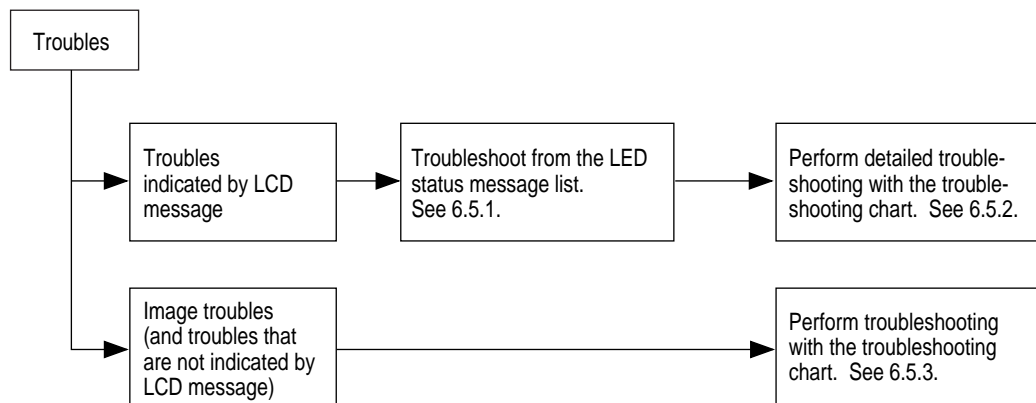 Troubles
Troubles
indicated by LCD
message
Troubleshoot from the LED
status message list.
See 6.5.1.
Perform detailed trouble-
shooting with the trouble-
shooting chart.  See 6.5.2.
Image troubles
(and troubles that
are not indicated by
LCD message)
Perform troubleshooting
with the troubleshooting
chart.  See 6.5.3.